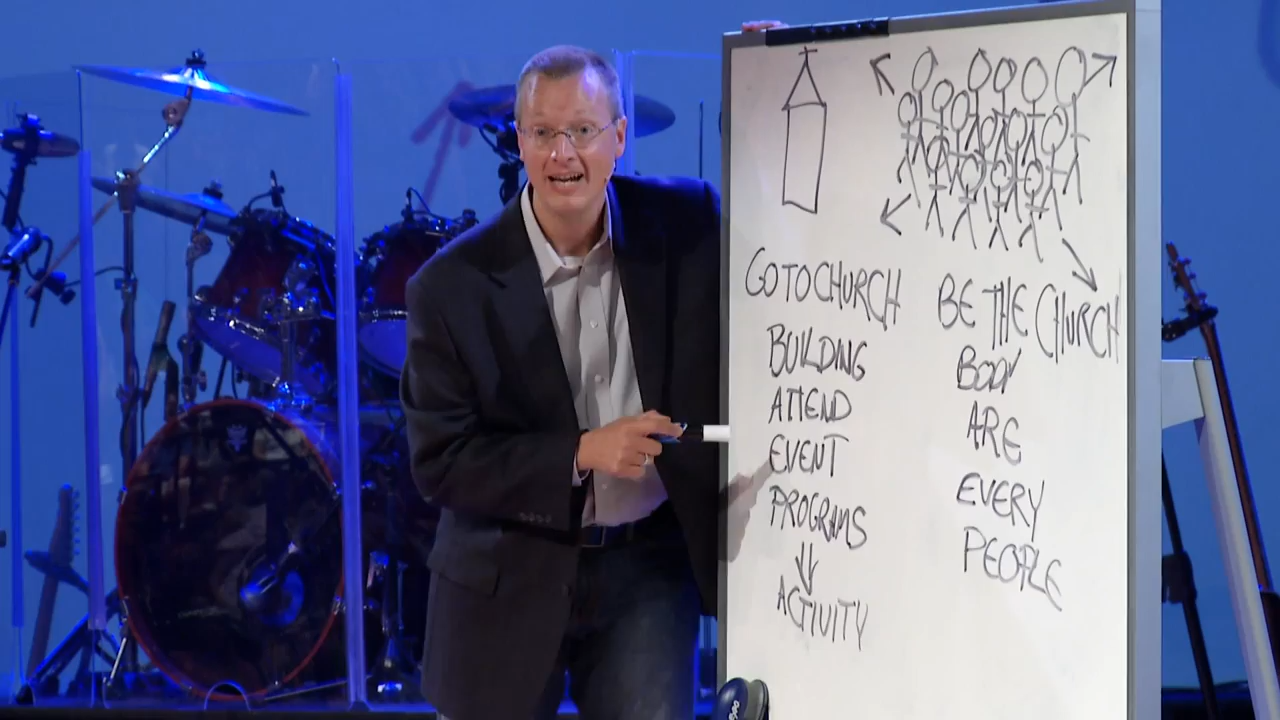 GO TO CHURCH
BUILDING
ATTEND
EVENT
PROGRAMS
ACTIVITY
BE THE CHURCH
BODY
ARE
EVERY
PEOPLE